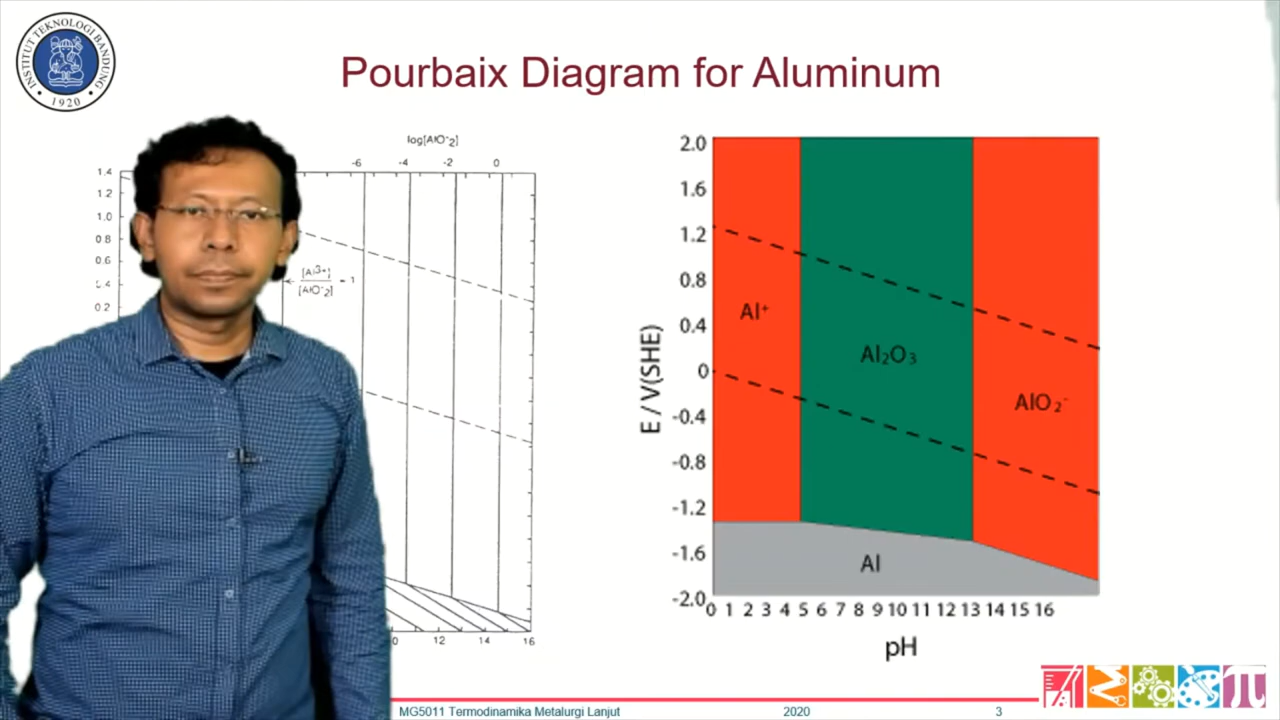 INSTITUT TEKNOLOGI BANDUNG
1920
Pourbaix Diagram for Aluminum
log[AlO⁻2]
-6 -4 -2 0
1.4
1.2
1.0
0.8
0.6
0.4
0.2
[Al3+]
[AlO⁻2]
= 1
12 14 16
2.0
1.6
1.2
0.8
0.4
0
-0.4
-0.8
-1.2
-1.6
-2.0
E / V(SHE)
Al⁺
Al₂O₃
AlO₂⁻
Al
0 1 2 3 4 5 6 7 8 9 10 11 12 13 14 15 16
pH
MG5011 Termodinamika Metalurgi Lanjut 2020 3